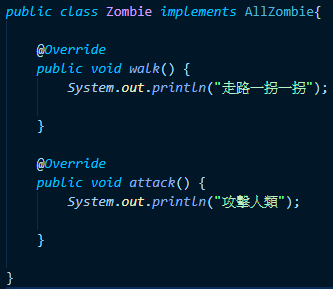 public class Zombie implements AllZombie{
@Override
public void walk() {
System.out.println("走路一拐一拐");
}
@Override
public void attack() {
System.out.println("攻擊人類");
}
}